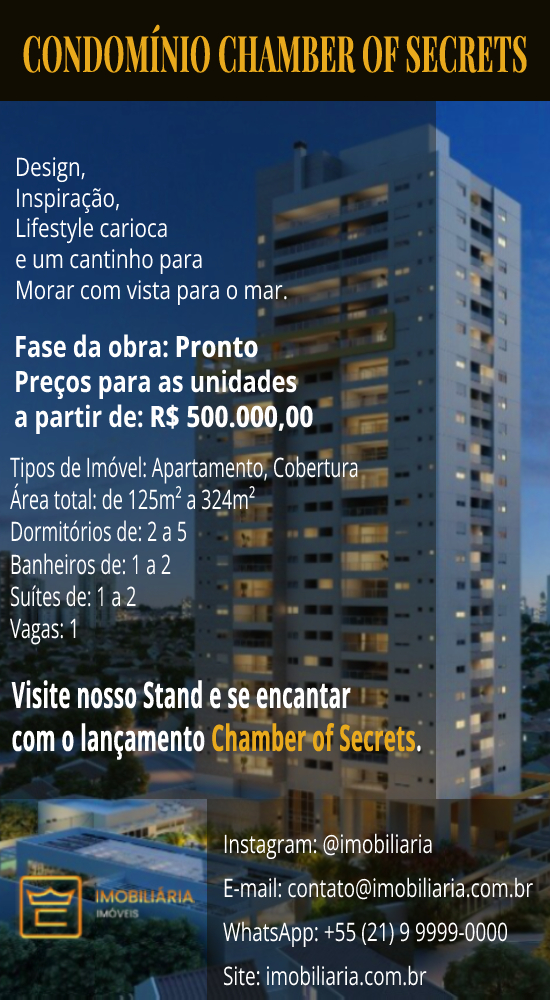 CONDOMÍNIO CHAMBER OF SECRETS
Design,
Inspiração,
Lifestyle carioca
e um cantinho para
Morar com vista para o mar.
Fase da obra: Pronto
Preços para as unidades
a partir de: R$ 500.000,00
Tipos de Imóvel: Apartamento, Cobertura
Área total: de 125m² a 324m²
Dormitórios de: 2 a 5
Banheiros de: 1 a 2
Suítes de: 1 a 2
Vagas: 1
Visite nosso Stand e se encantar
com o lançamento Chamber of Secrets.
IMOBILIÁRIA
IMÓVEIS
Instagram: @imobiliaria
E-mail: contato@imobiliaria.com.br
WhatsApp: +55 (21) 9 9999-0000
Site: imobiliaria.com.br